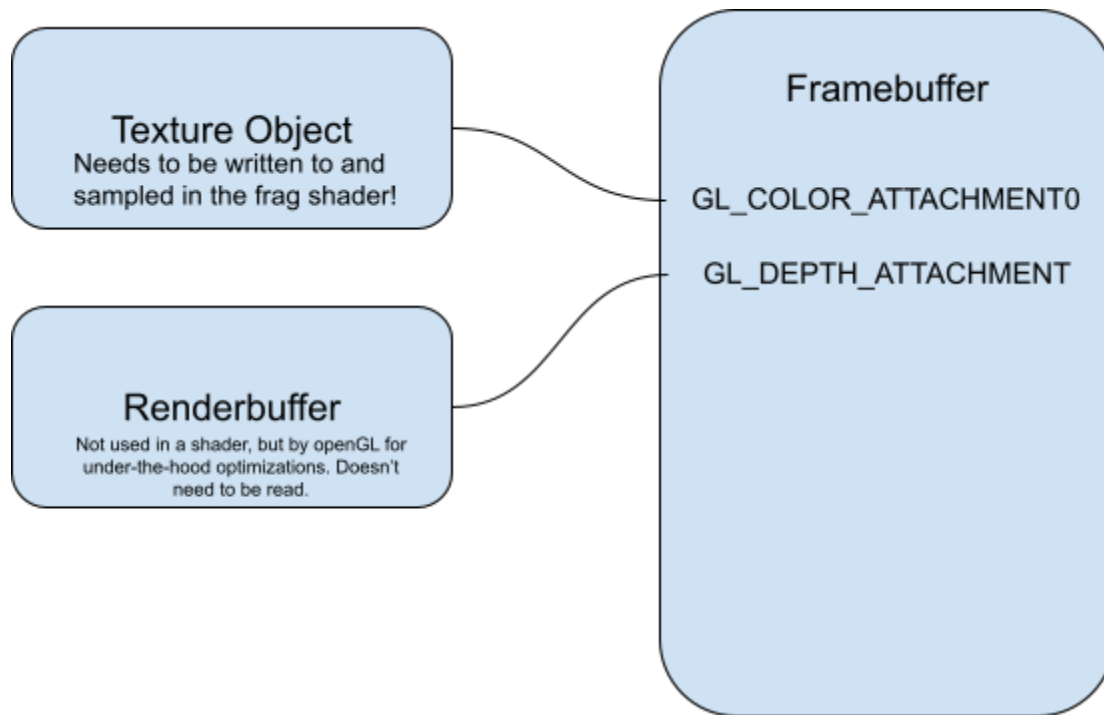 Texture Object
Needs to be written to and
sampled in the frag shader!
Renderbuffer
Not used in a shader, but by openGL for
under-the-hood optimizations. Doesn't
need to be read.
Framebuffer
GL_COLOR_ATTACHMENT0
GL_DEPTH_ATTACHMENT